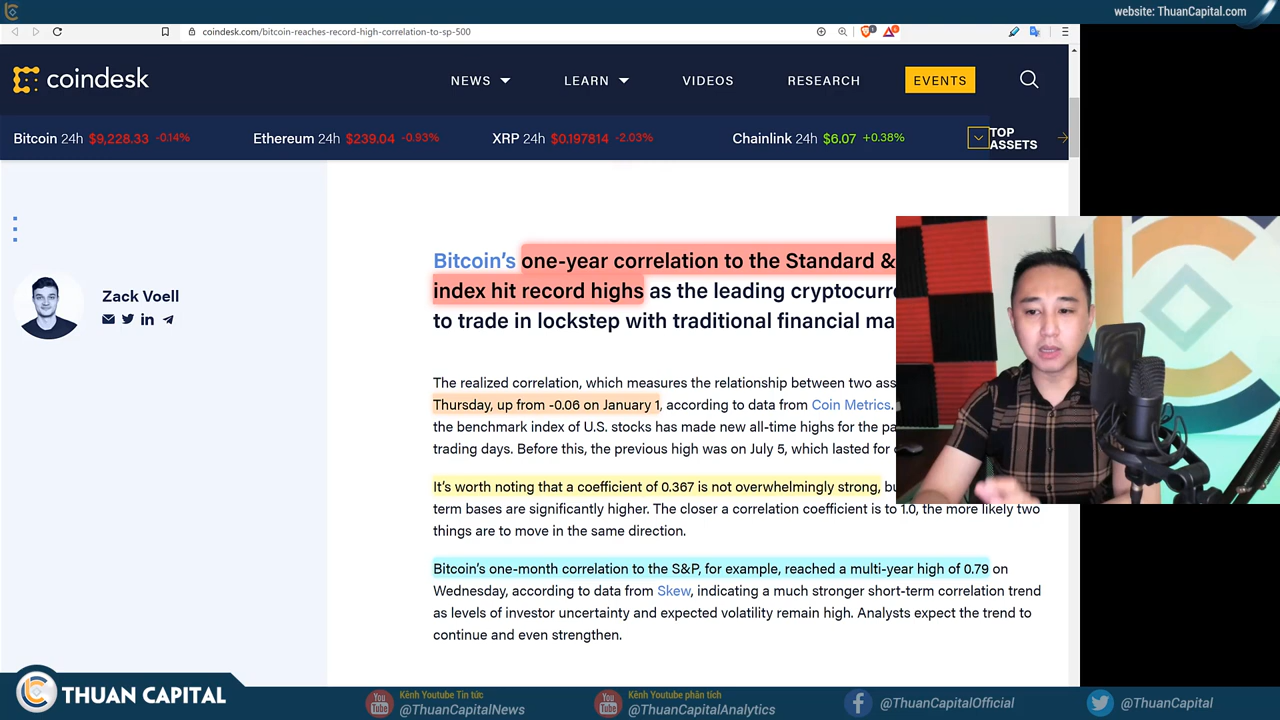 website: ThuanCapital.com
coindesk.com/bitcoin-reaches-record-high-correlation-to-sp-500
coindesk
NEWS
LEARN
VIDEOS
RESEARCH
EVENTS
Bitcoin 24h $9,228.33 -0.14%
Ethereum 24h $239.04 -0.93%
XRP 24h $0.197814 -2.03%
Chainlink 24h $6.07 +0.38%
TOP
ASSETS
Zack Voell
Bitcoin's one-year correlation to the Standard &
index hit record highs as the leading
to trade in lockstep with traditional financial
The realized correlation, which measures the relationship between two
Thursday, up from -0.06 on January 1, according to data from Coin Metrics.
the benchmark index of U.S. stocks has made new all-time highs for the
trading days. Before this, the previous high was on July 5, which lasted for
It's worth noting that a coefficient of 0.367 is not overwhelmingly strong,
term bases are significantly higher. The closer a correlation coefficient is to 1.0, the more likely two
things are to move in the same direction.
Bitcoin's one-month correlation to the S&P, for example, reached a multi-year high of 0.79 on
Wednesday, according to data from Skew, indicating a much stronger short-term correlation trend
as levels of investor uncertainty and expected volatility remain high. Analysts expect the trend to
continue and even strengthen.
THUAN CAPITAL
Kênh Youtube Tin tức
@ThuanCapitalNews
Kênh Youtube phân tích
@ThuanCapitalAnalytics
@ThuanCapitalOfficial
@ThuanCapital